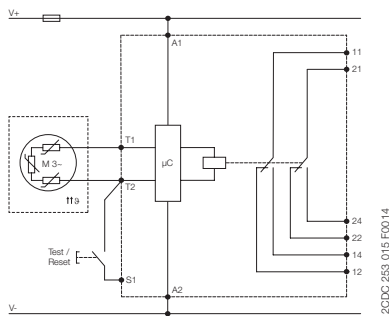 V+
A1
11
21
T1
M 3~
µC
T2
↑↑ϑ
24
22
Test /
Reset
14
S1
12
A2
V-
2CDC 253 015 F0014